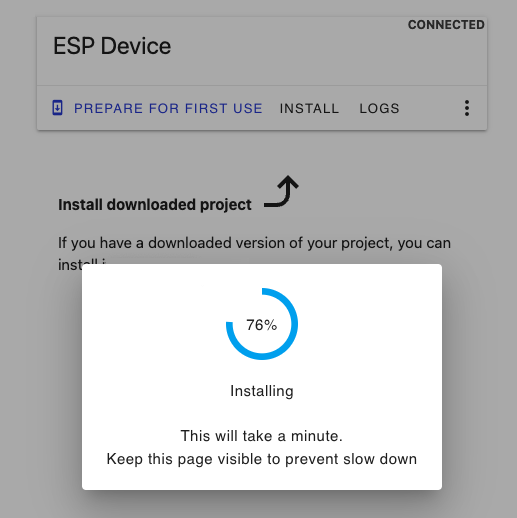 CONNECTED
ESP Device
PREPARE FOR FIRST USE INSTALL LOGS
Install downloaded project
If you have a downloaded version of your project, you can
install
76%
Installing
This will take a minute.
Keep this page visible to prevent slow down